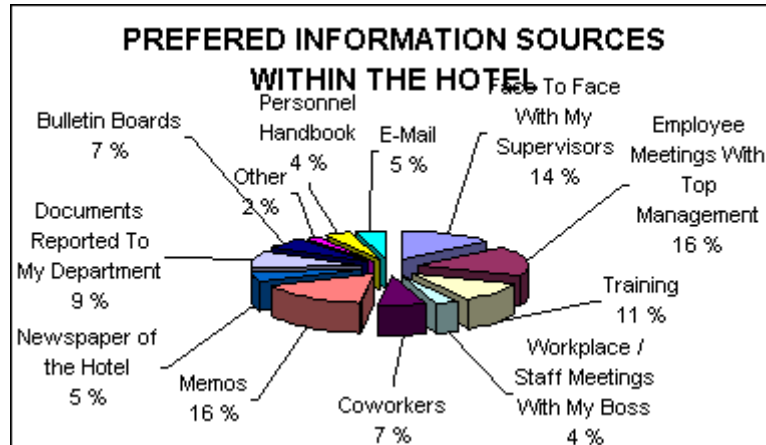 PREFERED INFORMATION SOURCES
WITHIN THE HOTEL
Face To Face
With My
Supervisors
14 %
Employee
Meetings With
Top
Management
16 %
Training
11 %
Workplace /
Staff Meetings
With My Boss
4 %
Coworkers
7 %
Memos
16 %
Newspaper of
the Hotel
5 %
Documents
Reported To
My Department
9 %
Bulletin Boards
7 %
Other
2 %
Personnel
Handbook
4 %
E-Mail
5 %